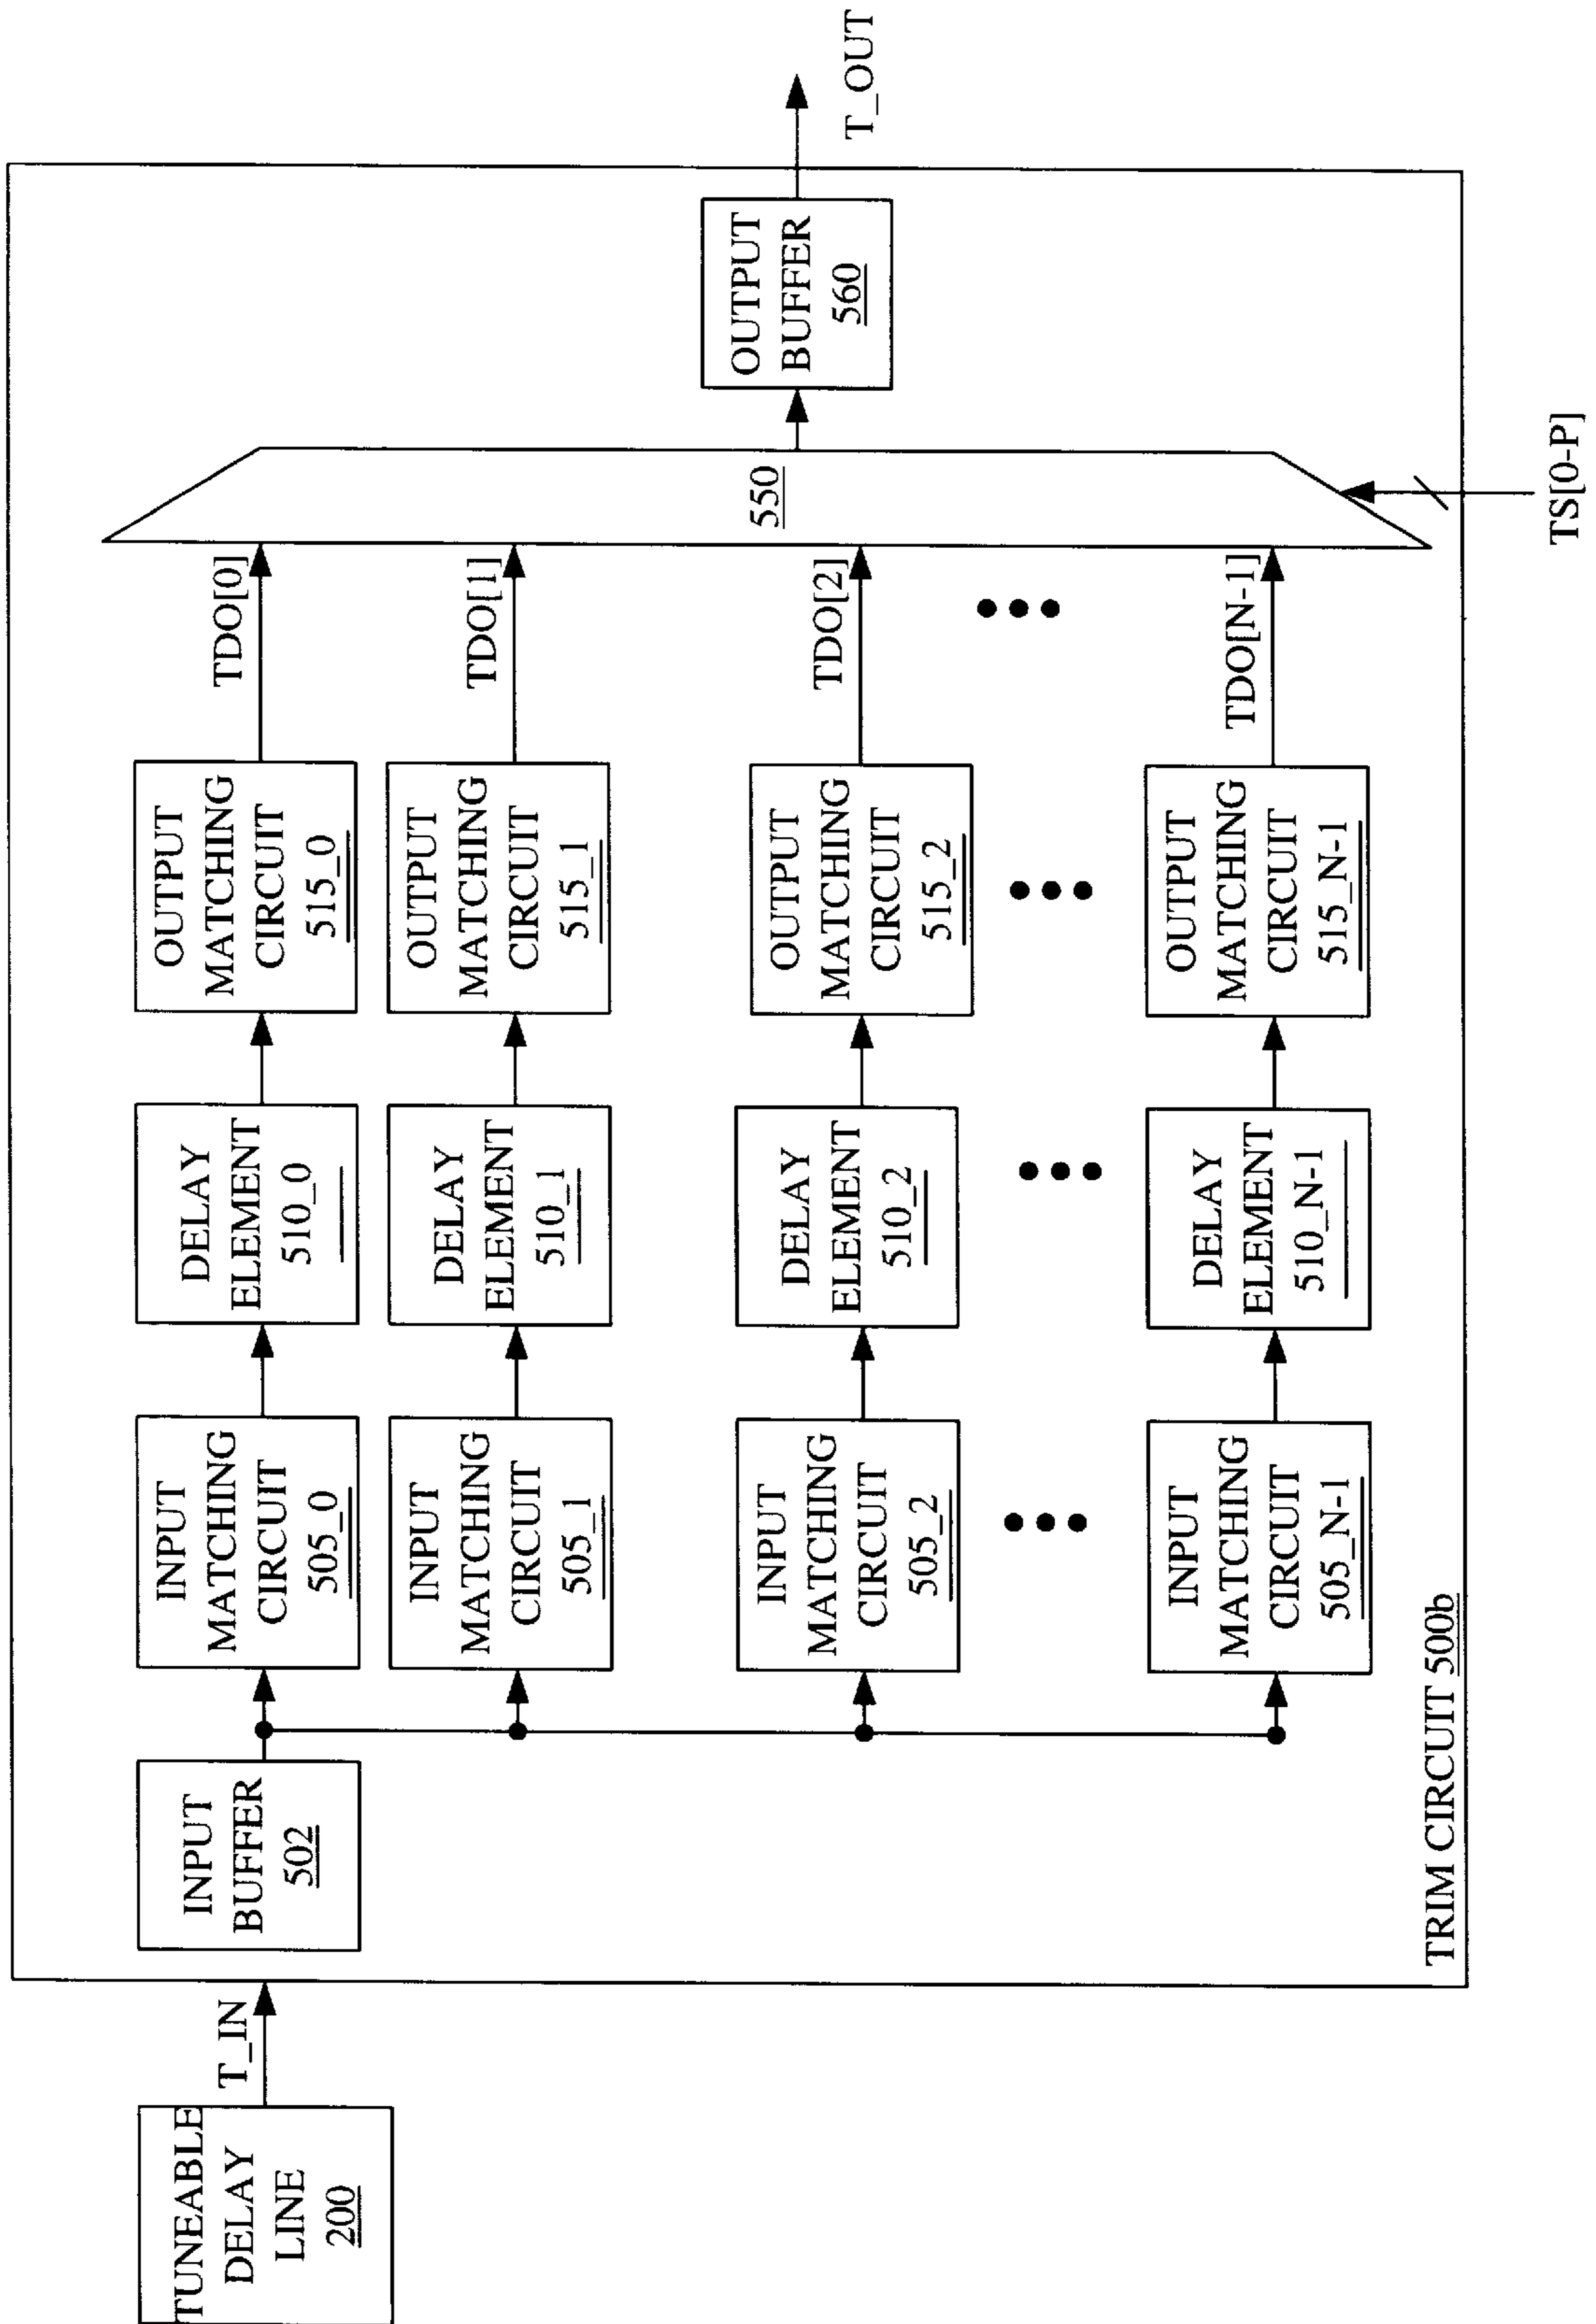 TUNEABLE
DELAY
LINE
200
T_IN
INPUT
BUFFER
502
INPUT
MATCHING
CIRCUIT
505_0
DELAY
ELEMENT
510_0
OUTPUT
MATCHING
CIRCUIT
515_0
TDO[0]
INPUT
MATCHING
CIRCUIT
505_1
DELAY
ELEMENT
510_1
OUTPUT
MATCHING
CIRCUIT
515_1
TDO[1]
INPUT
MATCHING
CIRCUIT
505_2
DELAY
ELEMENT
510_2
OUTPUT
MATCHING
CIRCUIT
515_2
TDO[2]
INPUT
MATCHING
CIRCUIT
505_N-1
DELAY
ELEMENT
510_N-1
OUTPUT
MATCHING
CIRCUIT
515_N-1
TDO[N-1]
550
OUTPUT
BUFFER
560
T_OUT
TS[0-P]
TRIM CIRCUIT 500b